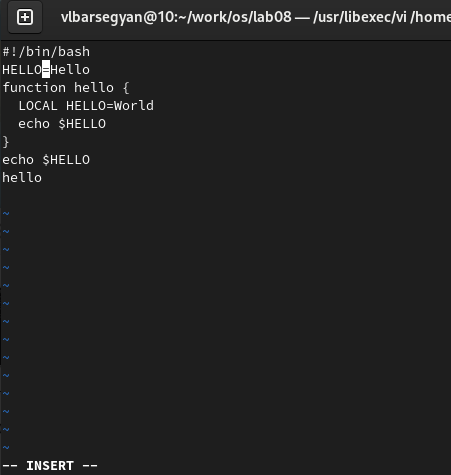 vlbarsegyan@10:~/work/os/lab08 — /usr/libexec/vi /home
#!/bin/bash
HELLO=Hello
function hello {
  LOCAL HELLO=World
  echo $HELLO
}
echo $HELLO
hello
~
~
~
~
~
~
~
~
~
~
~
~
~
~
-- INSERT --